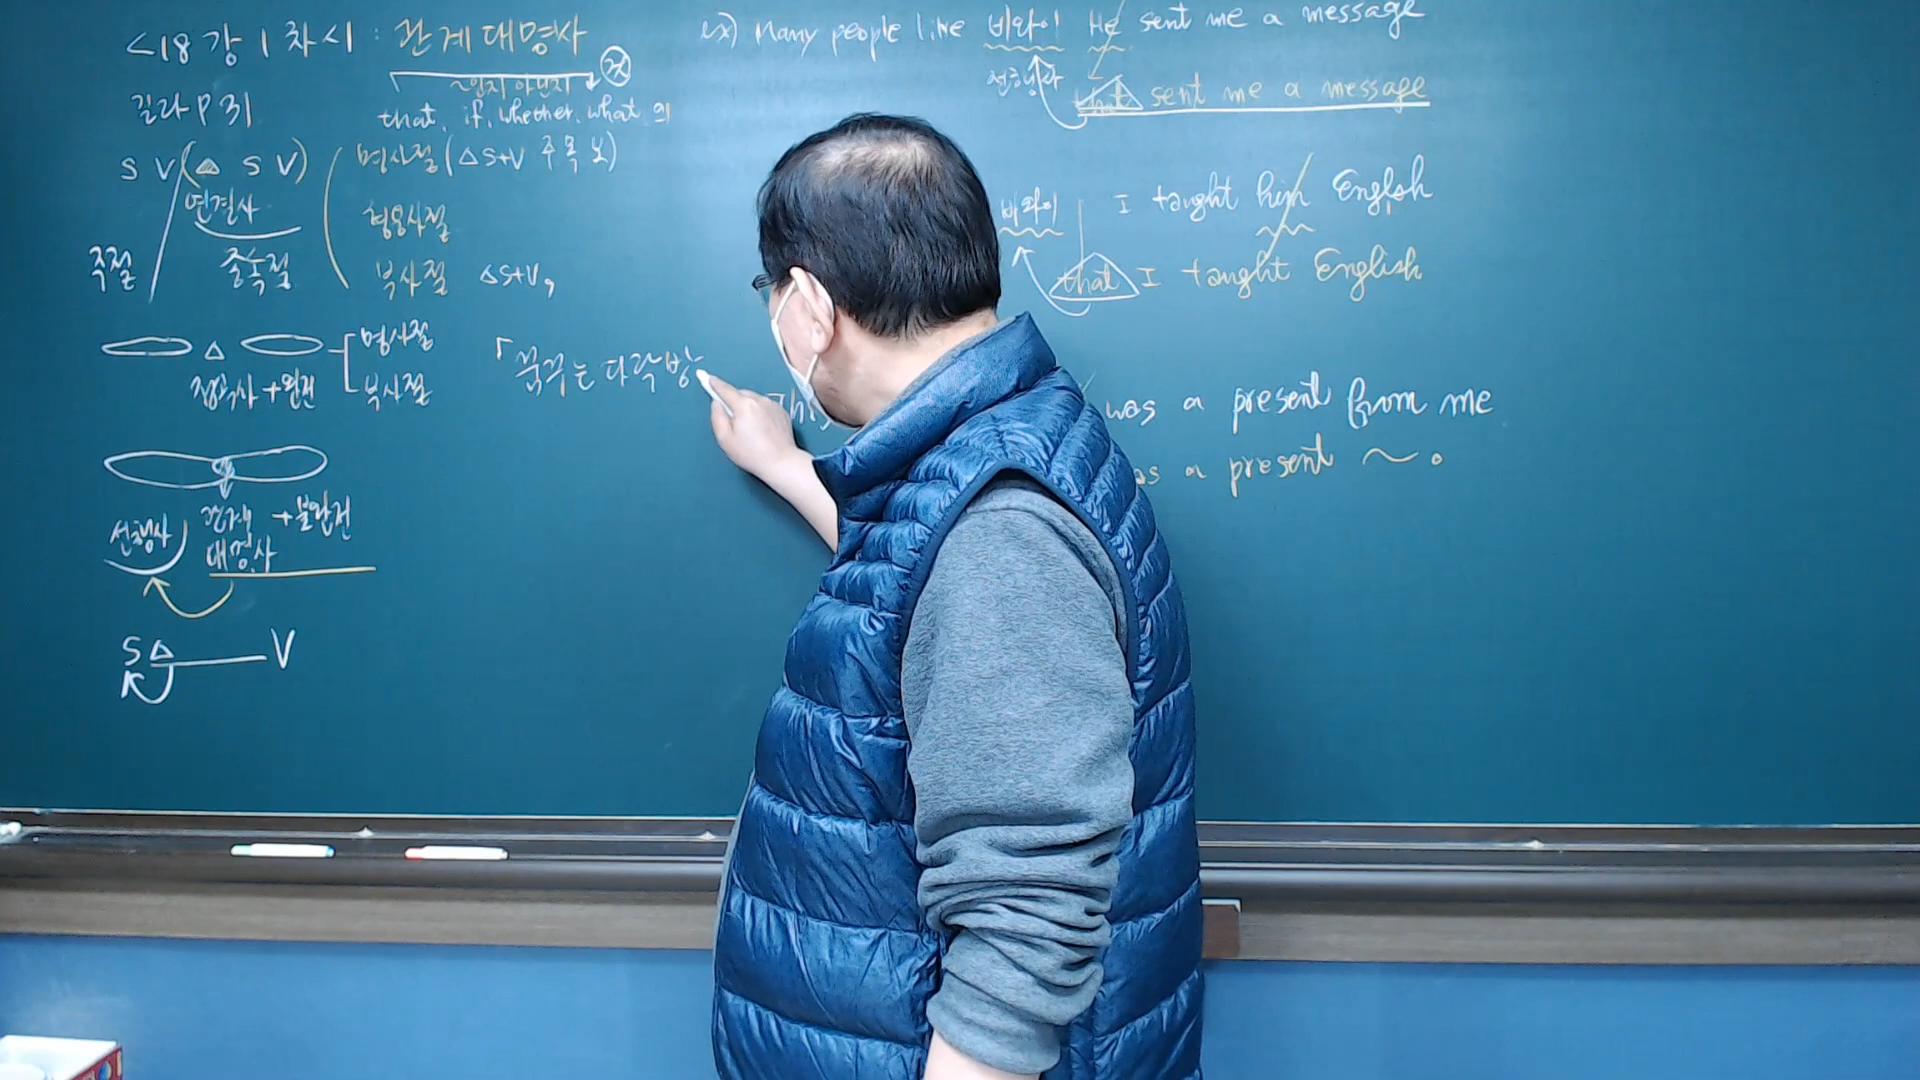 <18강 1차시 : 관계대명사
길라 P31
~인지 아닌지
that, if, whether, what 의
것
S V (△ S V)
연결사
주절
종속절
명사절 (△ S+V 주 목 보)
형용사절
부사절 △S+V,
△
접속사 + 완전
명사절
부사절
선행사
관계
대명사
+ 불완전
S △ V
「꿈꾸는 다락방
ex) Many people like 비와이 He sent me a message
선행사
that sent me a message
비와이 I taught him English
that I taught English
was a present from me
as a present ~.